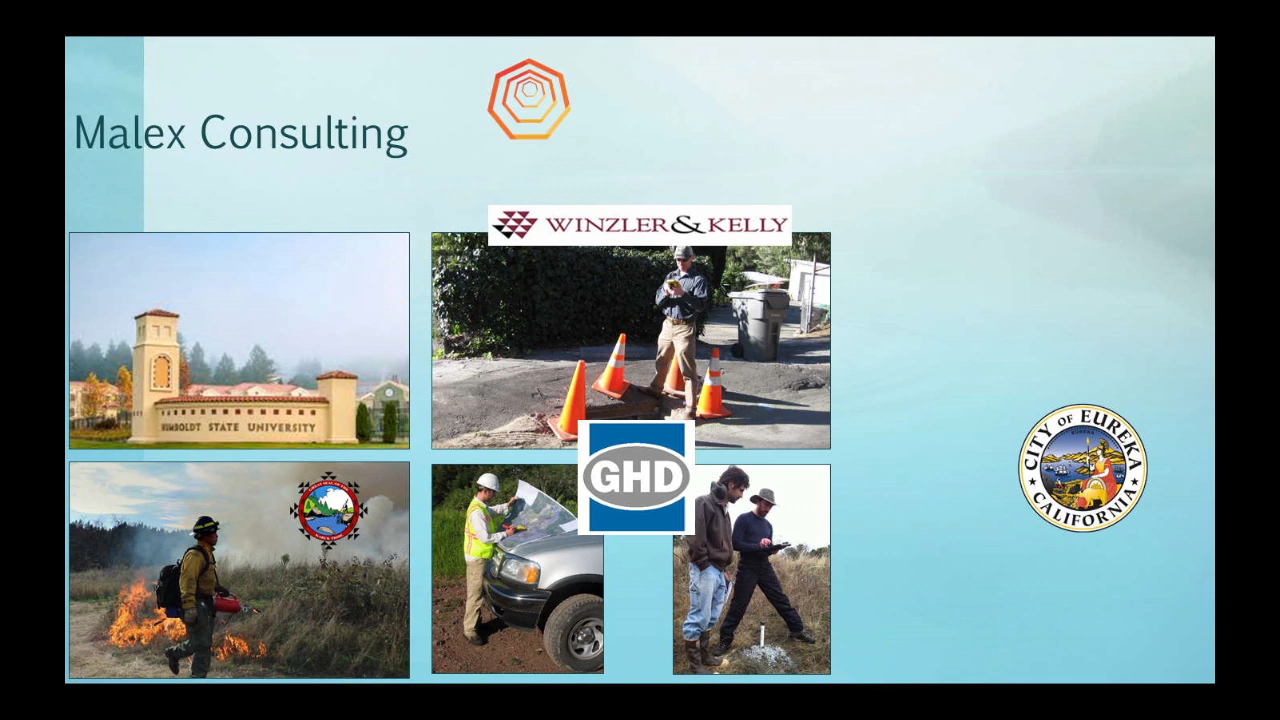 Malex Consulting
WINZLER & KELLY
HUMBOLDT STATE UNIVERSITY
GHD
CITY OF EUREKA
CALIFORNIA